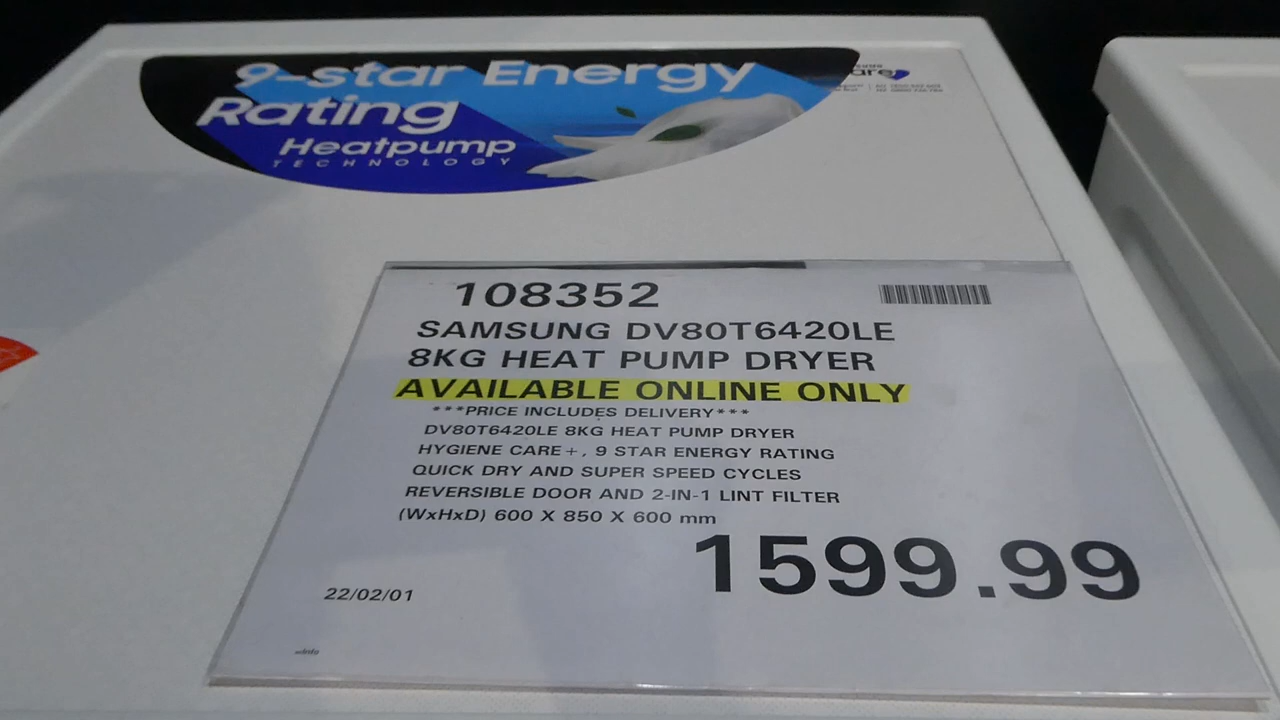 9-star Energy
Rating
Heatpump
TECHNOLOGY
108352
SAMSUNG DV80T6420LE
8KG HEAT PUMP DRYER
AVAILABLE ONLINE ONLY
***PRICE INCLUDES DELIVERY***
DV80T6420LE 8KG HEAT PUMP DRYER
HYGIENE CARE+, 9 STAR ENERGY RATING
QUICK DRY AND SUPER SPEED CYCLES
REVERSIBLE DOOR AND 2-IN-1 LINT FILTER
(WxHxD) 600 X 850 X 600 mm
1599.99
22/02/01